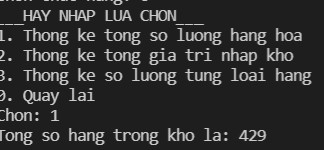 ___HAY NHAP LUA CHON___
1. Thong ke tong so luong hang hoa
2. Thong ke tong gia tri nhap kho
3. Thong ke so luong tung loai hang
0. Quay lai
Chon: 1
Tong so hang trong kho la: 429